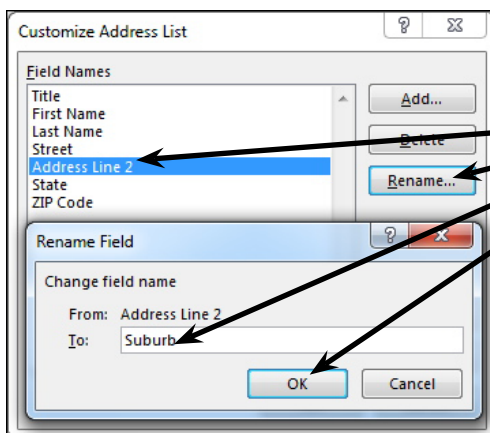 Customize Address List
Field Names
Title
First Name
Last Name
Street
Address Line 2
State
ZIP Code
Add...
Delete
Rename...
Rename Field
Change field name
From: Address Line 2
To: Suburb
OK
Cancel